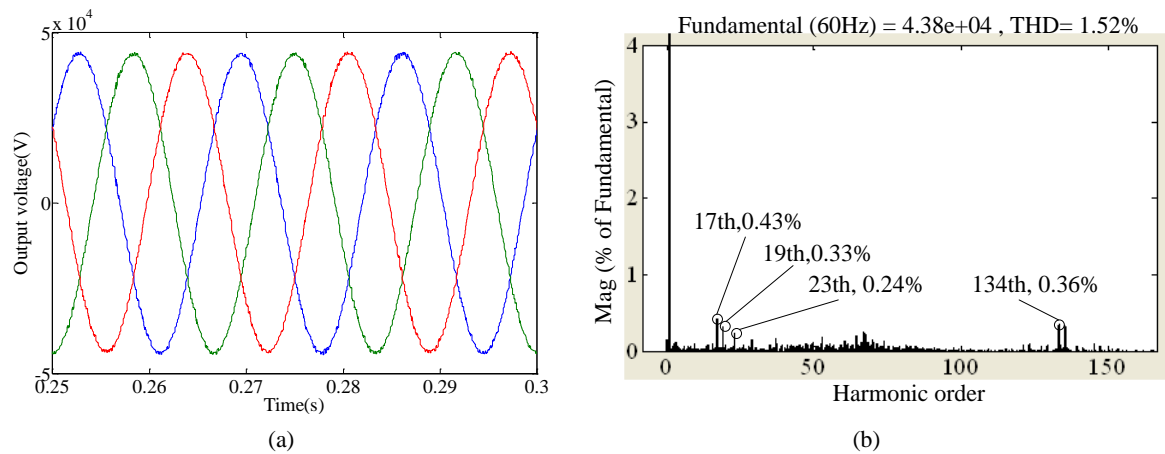 x 10^4
5
0
-5
Output voltage(V)
0.25
0.26
0.27
0.28
0.29
0.3
Time(s)
(a)
Fundamental (60Hz) = 4.38e+04 , THD= 1.52%
4
3
2
1
0
Mag (% of Fundamental)
17th,0.43%
19th,0.33%
23th, 0.24%
134th, 0.36%
0
50
100
150
Harmonic order
(b)